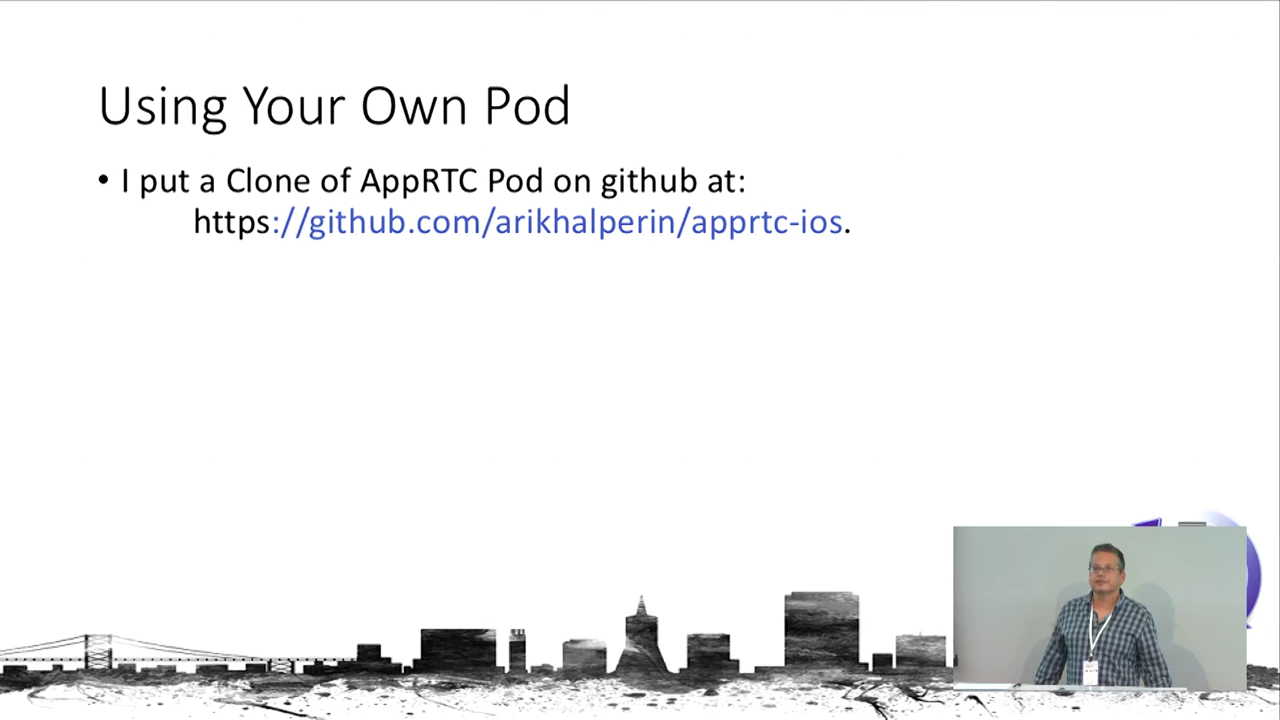 Using Your Own Pod
• I put a Clone of AppRTC Pod on github at:
https://github.com/arikhalperin/apprtc-ios.